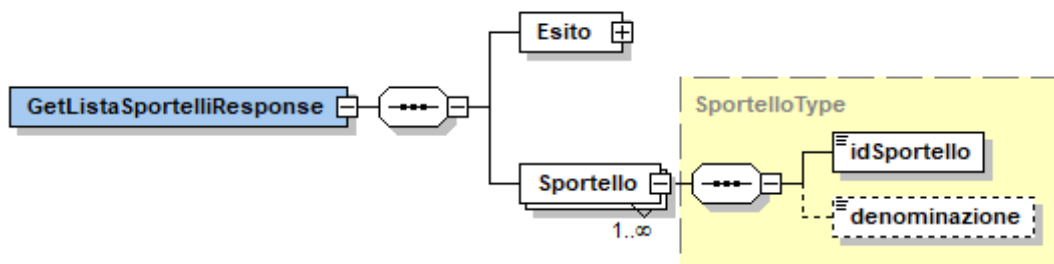 Esito
GetListaSportelliResponse
SportelloType
idSportello
Sportello
denominazione
1..∞